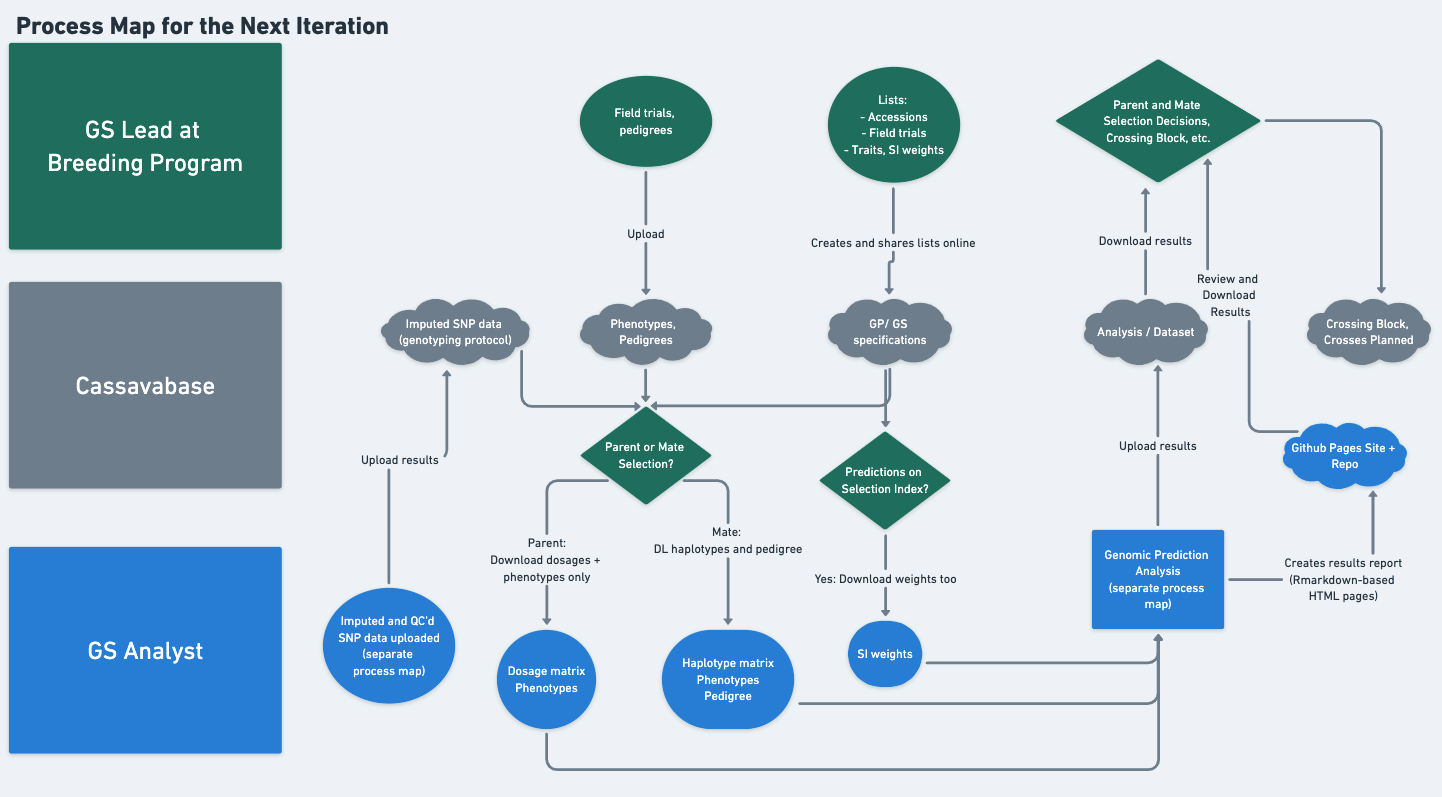 Process Map for the Next Iteration
GS Lead at
Breeding Program
Field trials,
pedigrees
Lists:
- Accessions
- Field trials
- Traits, SI weights
Parent and Mate
Selection Decisions,
Crossing Block, etc.
Upload
Creates and shares lists online
Download results
Review and
Download
Results
Cassavabase
Imputed SNP data
(genotyping protocol)
Phenotypes,
Pedigrees
GP/ GS
specifications
Analysis / Dataset
Crossing Block,
Crosses Planned
Upload results
Parent or Mate
Selection?
Predictions on
Selection Index?
Upload results
Github Pages Site +
Repo
Parent:
Download dosages +
phenotypes only
Mate:
DL haplotypes and pedigree
Yes: Download weights too
Genomic Prediction
Analysis
(separate process
map)
Creates results report
(Rmarkdown-based
HTML pages)
GS Analyst
Imputed and QC'd
SNP data uploaded
(separate
process map)
Dosage matrix
Phenotypes
Haplotype matrix
Phenotypes
Pedigree
SI weights